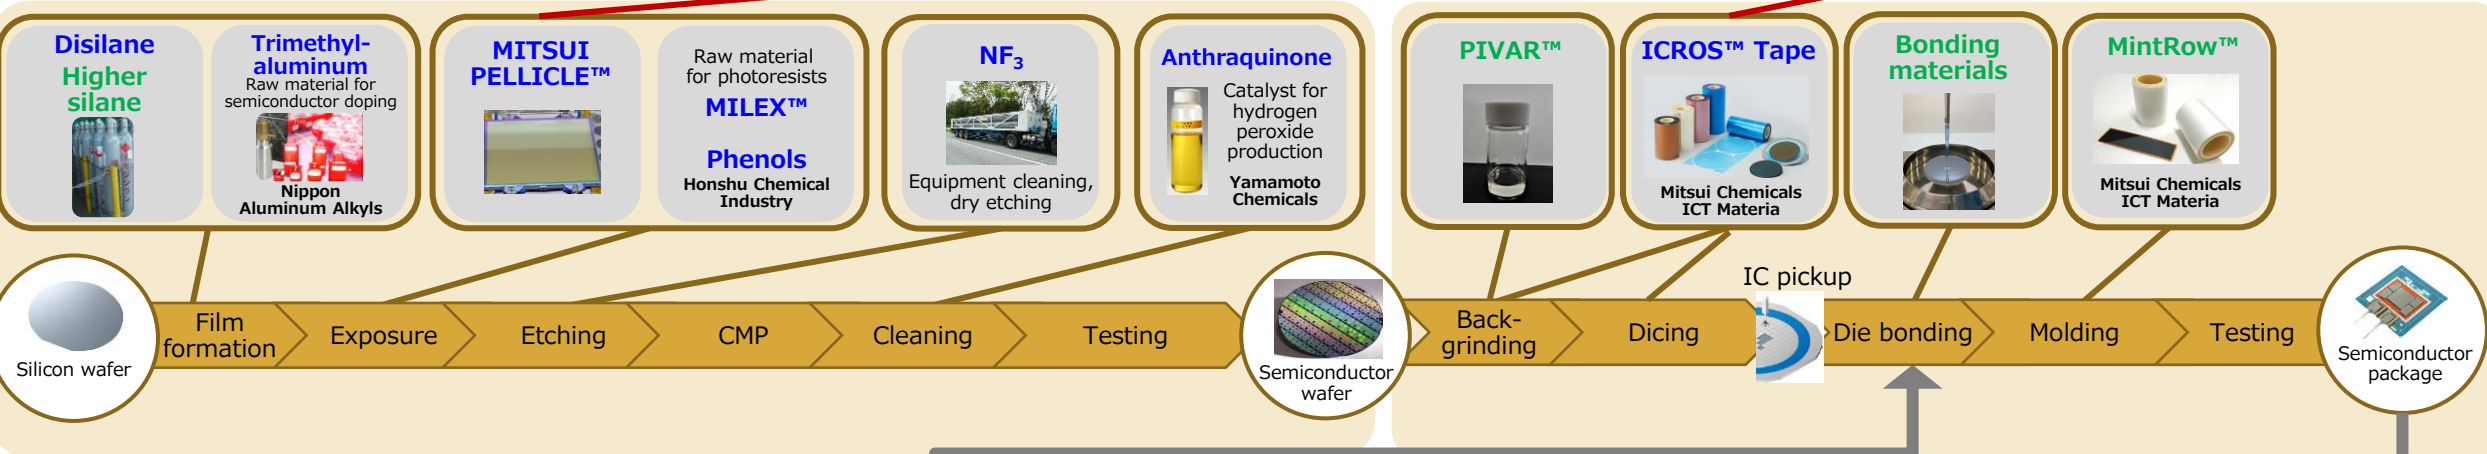 Disilane
Higher
silane
Trimethyl-
aluminum
Raw material for
semiconductor doping
Nippon
Aluminum Alkyls
MITSUI
PELLICLE™
Raw material
for photoresists
MILEX™
Phenols
Honshu Chemical
Industry
NF₃
Equipment cleaning,
dry etching
Anthraquinone
Catalyst for
hydrogen
peroxide
production
Yamamoto
Chemicals
PIVAR™
ICROS™ Tape
Mitsui Chemicals
ICT Materia
Bonding
materials
MintRow™
Mitsui Chemicals
ICT Materia
Silicon wafer
Film
formation
Exposure
Etching
CMP
Cleaning
Testing
Semiconductor
wafer
Back-
grinding
Dicing
IC pickup
Die bonding
Molding
Testing
Semiconductor
package